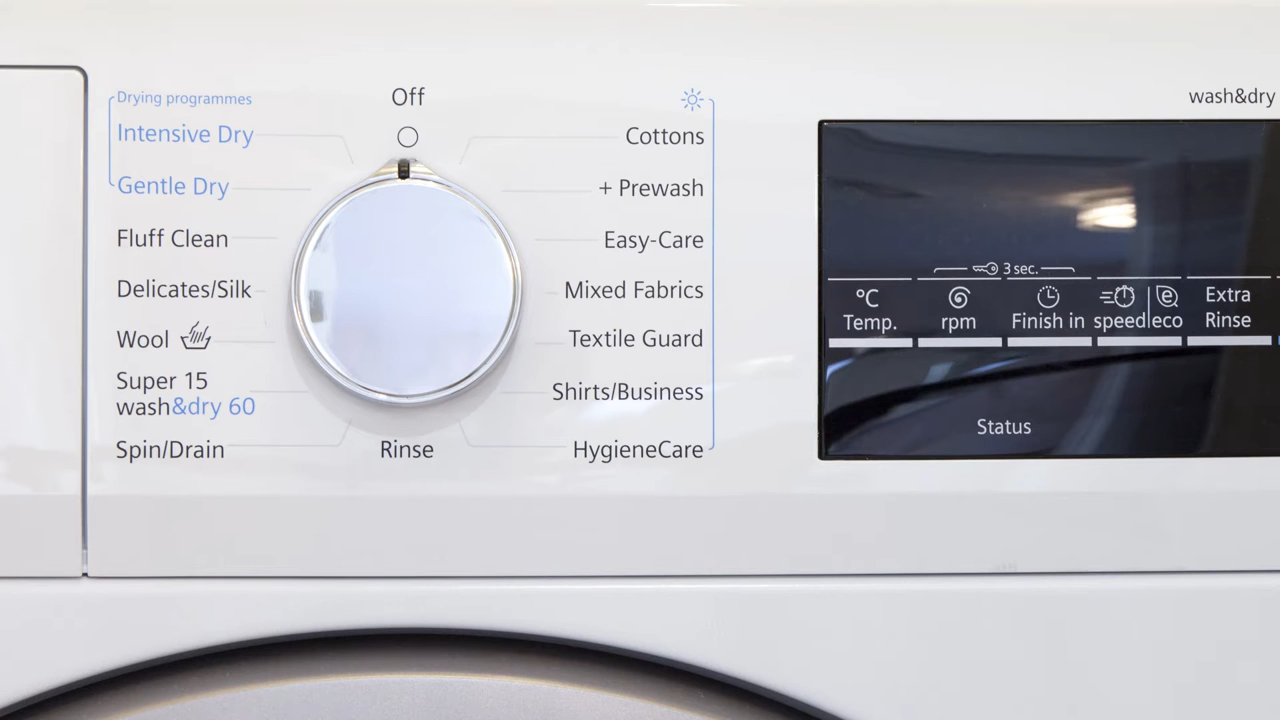 Drying programmes
Intensive Dry
Gentle Dry
Fluff Clean
Delicates/Silk
Wool
Super 15
wash&dry 60
Spin/Drain
Off
Rinse
Cottons
+ Prewash
Easy-Care
Mixed Fabrics
Textile Guard
Shirts/Business
HygieneCare
wash&dry
3 sec.
°C
Temp.
rpm
Finish in
e
speed|eco
Extra
Rinse
Status